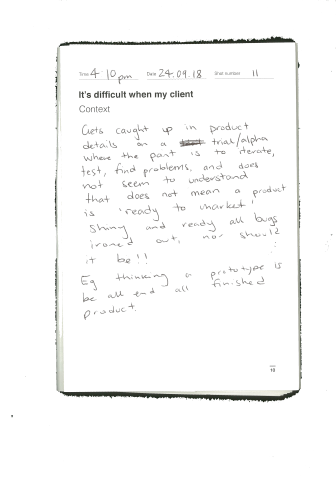 Time 4 10pm Date 24.09.18 Shot number 11
It's difficult when my client
Context
Gets caught up in product
details on a trial/alpha
where the point is to iterate,
test, find problems, and does
not seem to understand
that does not mean a product
is 'ready to market'
Shiny and ready all bugs
ironed out, nor should
it be!!
Eg thinking a prototype is
be all end all finished
product.